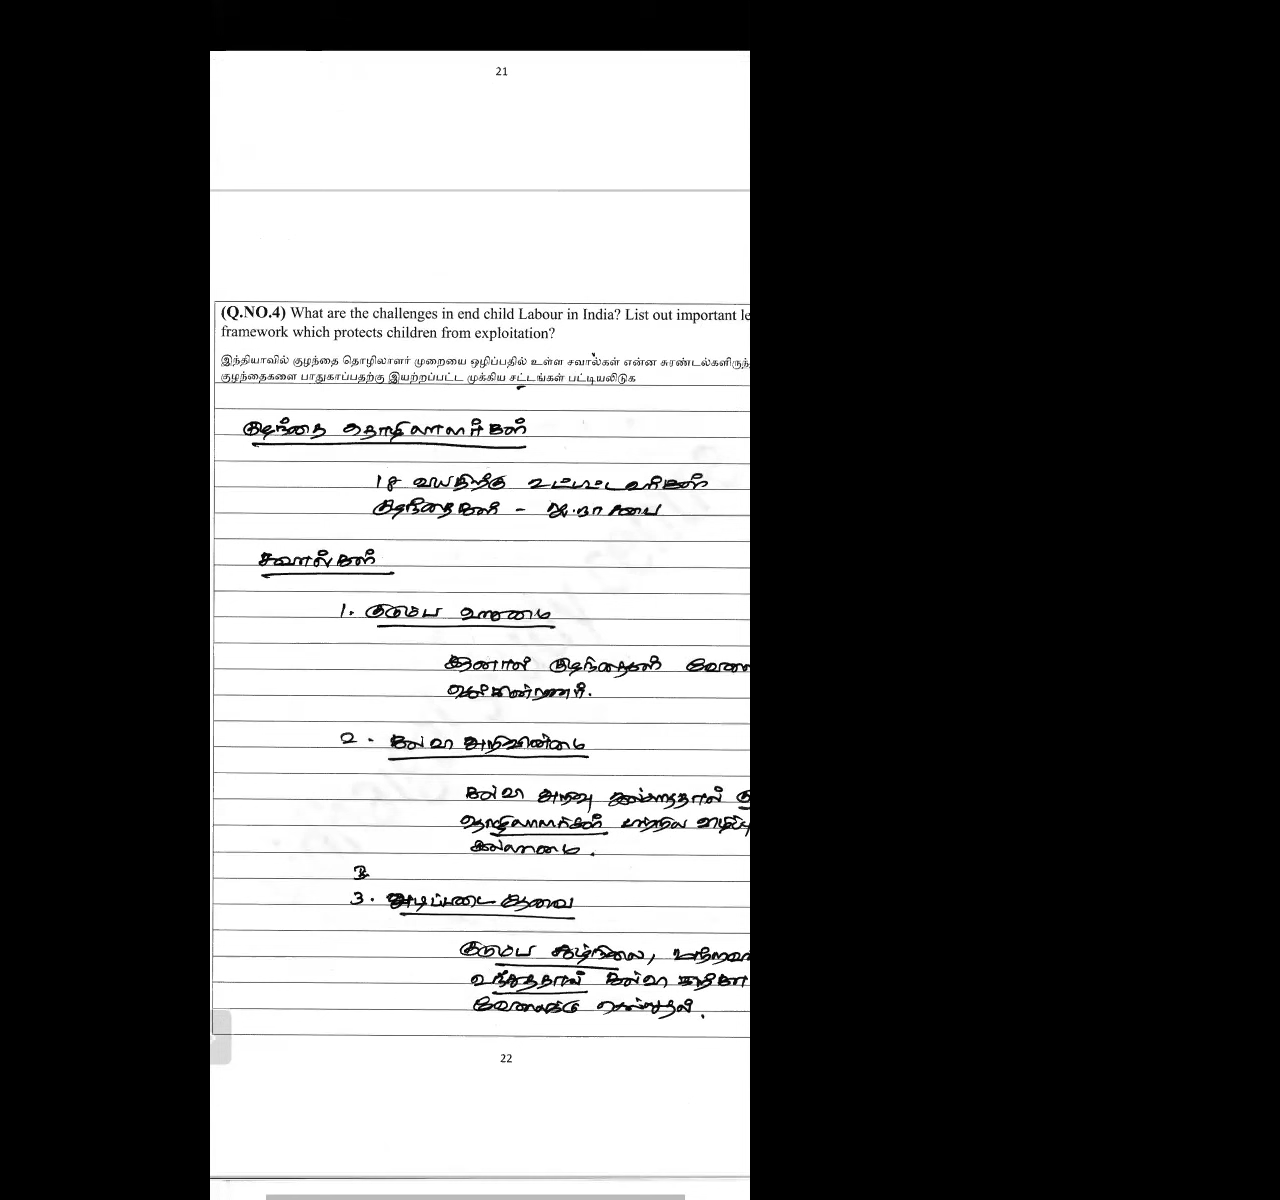 21
(Q.NO.4) What are the challenges in end child Labour in India? List out important le
framework which protects children from exploitation?
இந்தியாவில் குழந்தை தொழிலாளர் முறையை ஒழிப்பதில் உள்ள சவால்கள் என்ன சுரண்டல்களிருந்
குழந்தைகளை பாதுகாப்பதற்கு இயற்றப்பட்ட முக்கிய சட்டங்கள் பட்டியலிடுக
குழந்தை தொழிலாளர்கள்
18 வயதிற்கு உட்பட்டவர்கள்
குழந்தைகள் - ஐ.நா சபை
சவால்கள்
1. குடும்ப வறுமை
இதனால் குழந்தைகள் வேலை
செல்கின்றனர்.
2. கல்வி அறிவின்மை
கல்வி அறிவு இல்லாததால் கு
தொழிலாளர்கள் பற்றிய விழிப்பு
இல்லாமை.
3. அடிப்படை தேவை
குடும்ப சூழ்நிலை,
கல்வி
வேலைக்கு செல்லுதல்.
22